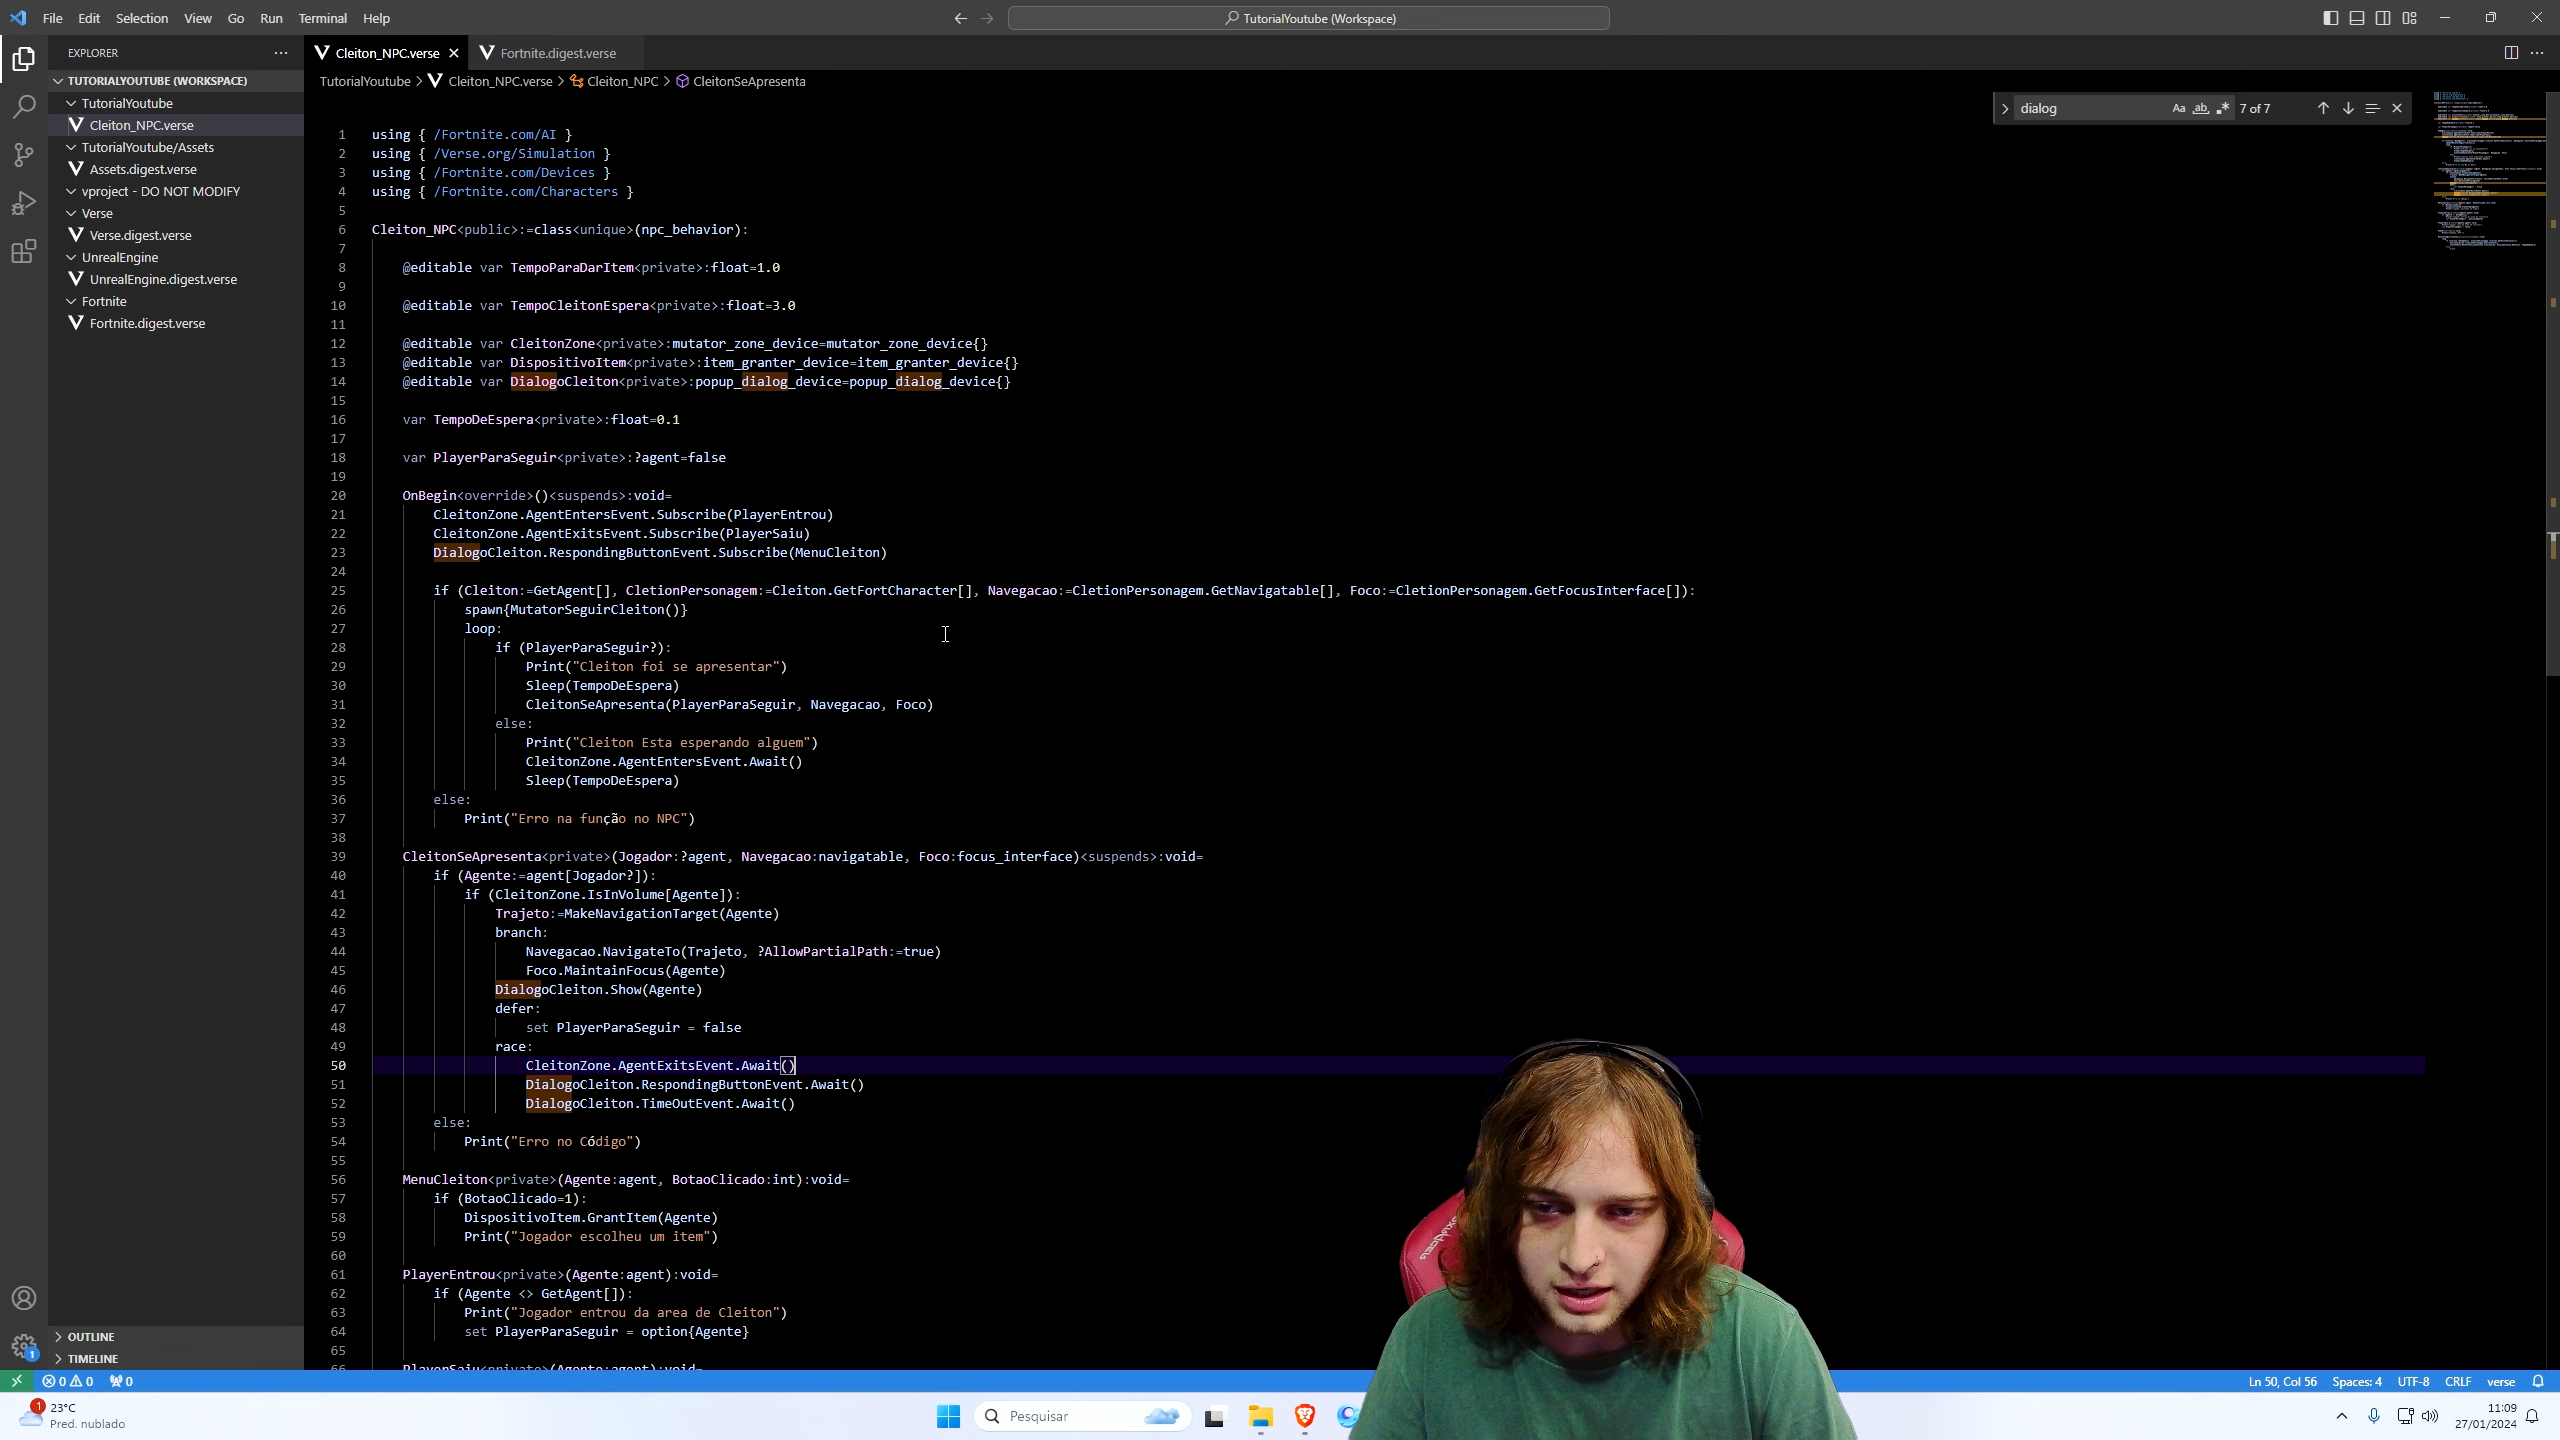 File Edit Selection View Go Run Terminal Help
TutorialYoutube (Workspace)
EXPLORER
Cleiton_NPC.verse
Fortnite.digest.verse
TUTORIALYOUTUBE (WORKSPACE)
TutorialYoutube
Cleiton_NPC.verse
TutorialYoutube/Assets
Assets.digest.verse
vproject - DO NOT MODIFY
Verse
Verse.digest.verse
UnrealEngine
UnrealEngine.digest.verse
Fortnite
Fortnite.digest.verse
OUTLINE
TIMELINE
TutorialYoutube > Cleiton_NPC.verse > Cleiton_NPC > CleitonSeApresenta
dialog Aa ab 7 of 7
1 using { /Fortnite.com/AI }
2 using { /Verse.org/Simulation }
3 using { /Fortnite.com/Devices }
4 using { /Fortnite.com/Characters }
5
6 Cleiton_NPC<public>:=class<unique>(npc_behavior):
7
8 @editable var TempoParaDarItem<private>:float=1.0
9
10 @editable var TempoCleitonEspera<private>:float=3.0
11
12 @editable var CleitonZone<private>:mutator_zone_device=mutator_zone_device{}
13 @editable var DispositivoItem<private>:item_granter_device=item_granter_device{}
14 @editable var DialogoCleiton<private>:popup_dialog_device=popup_dialog_device{}
15
16 var TempoDeEspera<private>:float=0.1
17
18 var PlayerParaSeguir<private>:?agent=false
19
20 OnBegin<override>()<suspends>:void=
21 CleitonZone.AgentEntersEvent.Subscribe(PlayerEntrou)
22 CleitonZone.AgentExitsEvent.Subscribe(PlayerSaiu)
23 DialogoCleiton.RespondingButtonEvent.Subscribe(MenuCleiton)
24
25 if (Cleiton:=GetAgent[], CletionPersonagem:=Cleiton.GetFortCharacter[], Navegacao:=CletionPersonagem.GetNavigatable[], Foco:=CletionPersonagem.GetFocusInterface[]):
26 spawn{MutatorSeguirCleiton()}
27 loop:
28 if (PlayerParaSeguir?):
29 Print("Cleiton foi se apresentar")
30 Sleep(TempoDeEspera)
31 CleitonSeApresenta(PlayerParaSeguir, Navegacao, Foco)
32 else:
33 Print("Cleiton Esta esperando alguem")
34 CleitonZone.AgentEntersEvent.Await()
35 Sleep(TempoDeEspera)
36 else:
37 Print("Erro na função no NPC")
38
39 CleitonSeApresenta<private>(Jogador:?agent, Navegacao:navigatable, Foco:focus_interface)<suspends>:void=
40 if (Agente:=agent[Jogador?]):
41 if (CleitonZone.IsInVolume[Agente]):
42 Trajeto:=MakeNavigationTarget(Agente)
43 branch:
44 Navegacao.NavigateTo(Trajeto, ?AllowPartialPath:=true)
45 Foco.MaintainFocus(Agente)
46 DialogoCleiton.Show(Agente)
47 defer:
48 set PlayerParaSeguir = false
49 race:
50 CleitonZone.AgentExitsEvent.Await()
51 DialogoCleiton.RespondingButtonEvent.Await()
52 DialogoCleiton.TimeOutEvent.Await()
53 else:
54 Print("Erro no Código")
55
56 MenuCleiton<private>(Agente:agent, BotaoClicado:int):void=
57 if (BotaoClicado=1):
58 DispositivoItem.GrantItem(Agente)
59 Print("Jogador escolheu um item")
60
61 PlayerEntrou<private>(Agente:agent):void=
62 if (Agente <> GetAgent[]):
63 Print("Jogador entrou da area de Cleiton")
64 set PlayerParaSeguir = option{Agente}
65
66 PlayerSaiu<private>(Agente:agent):void=
0 0 0
Ln 50, Col 56 Spaces: 4 UTF-8 CRLF verse
1
1
23°C
Pred. nublado
Pesquisar
11:09
27/01/2024